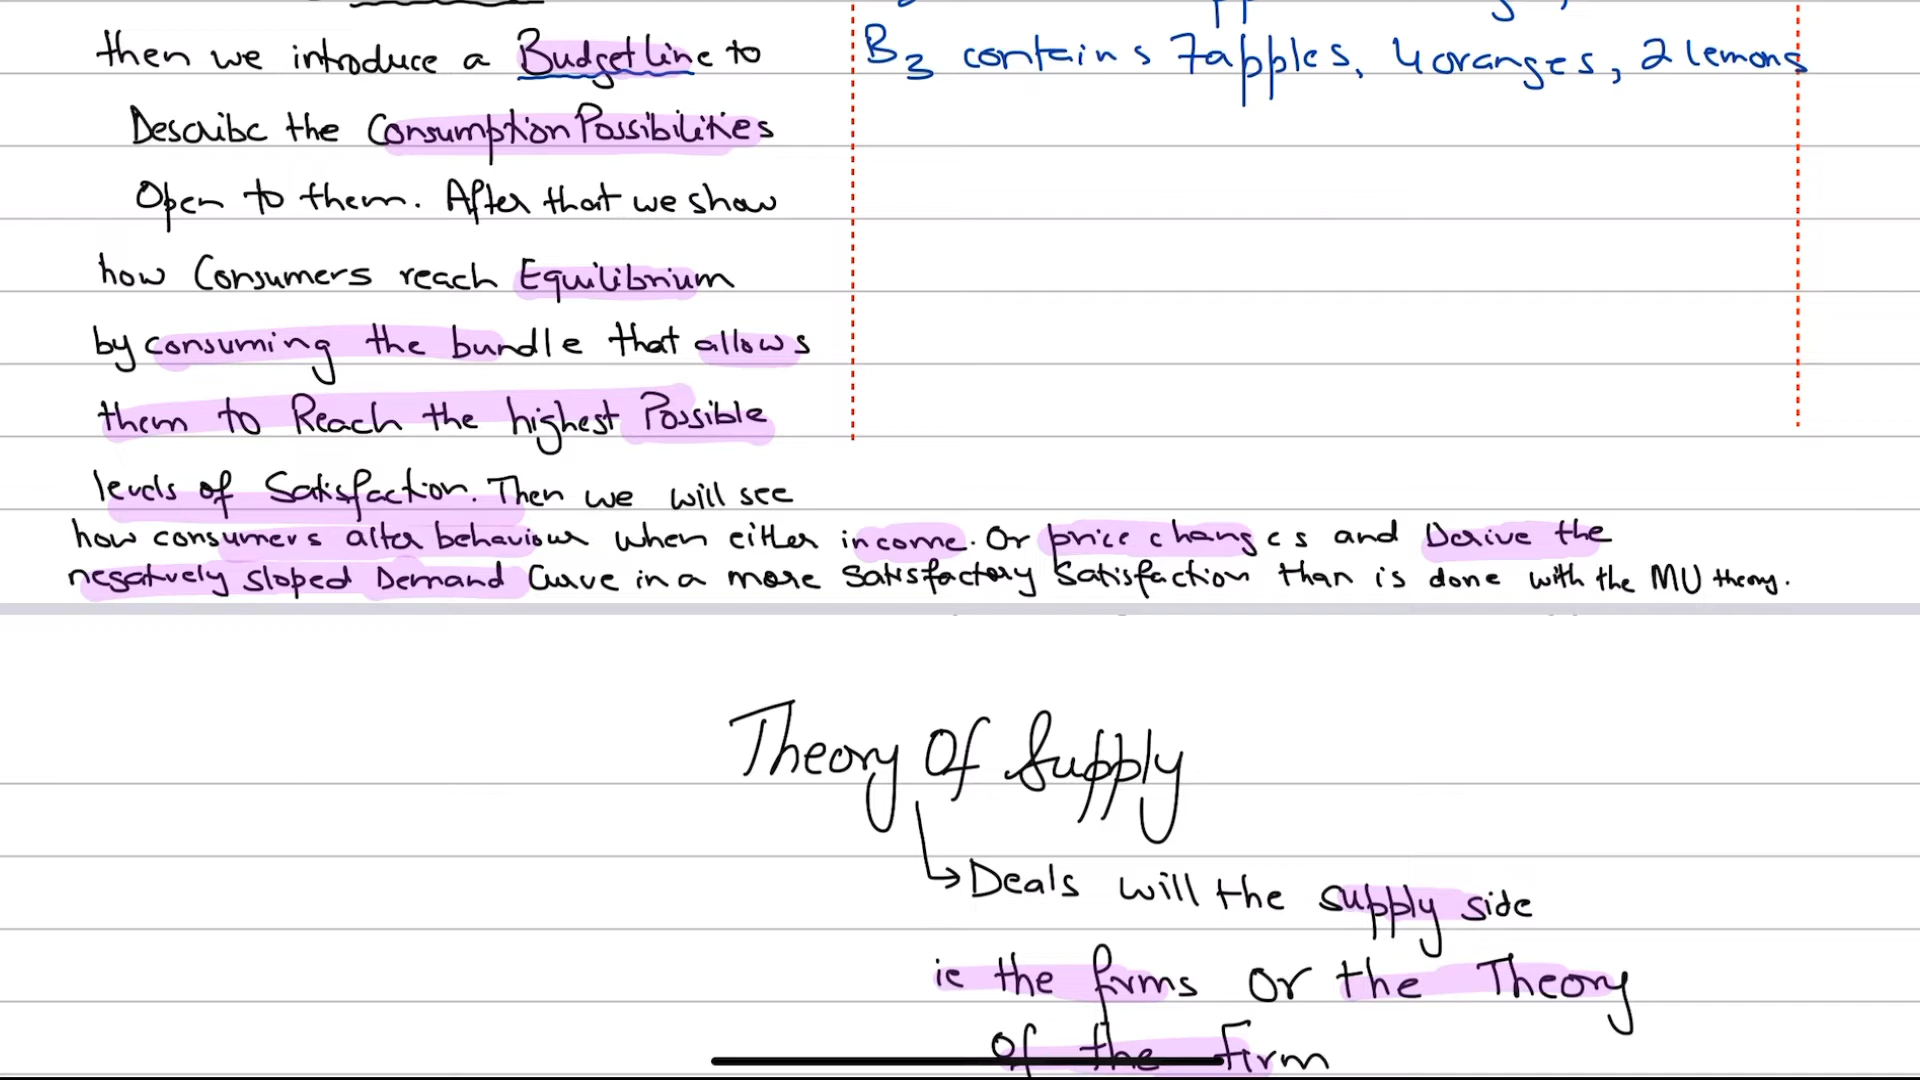 then we introduce a Budget line to
Describe the Consumption Possibilities
Open to them. After that we show
how Consumers reach Equilibrium
by consuming the bundle that allows
them to Reach the highest Possible
levels of Satisfaction. Then we will see
how consumers alter behaviour when either income. Or price changes and Derive the
negatively sloped Demand Curve in a more Satisfactory Satisfaction than is done with the MU theory.
B3 contains 7apples, 4oranges, 2 lemons
Theory Of Supply
↳ Deals will the supply side
ie the firms or the Theory
of the Firm